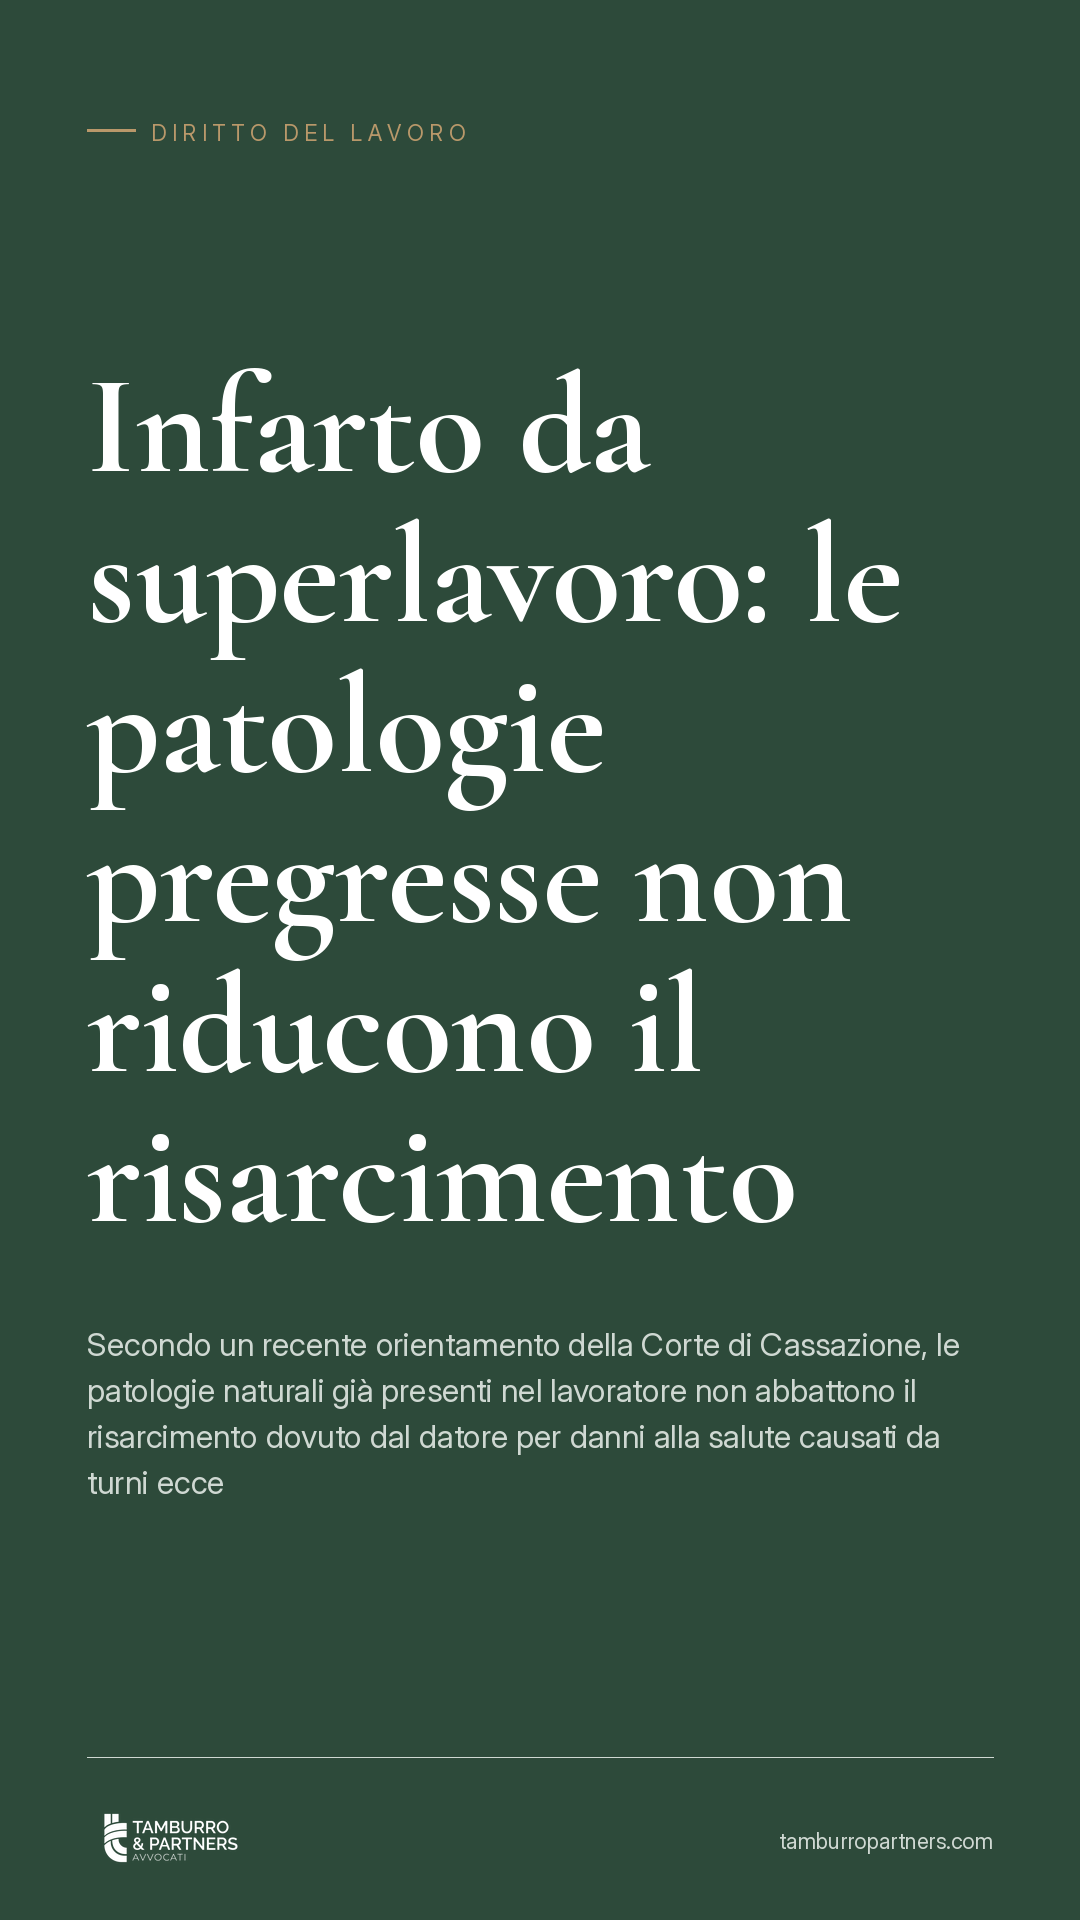 DIRITTO DEL LAVORO
Infarto da
superlavoro: le
patologie
pregresse non
riducono il
risarcimento
Secondo un recente orientamento della Corte di Cassazione, le
patologie naturali già presenti nel lavoratore non abbattono il
risarcimento dovuto dal datore per danni alla salute causati da
turni ecce
TAMBURRO
& PARTNERS
AVVOCATI
tamburropartners.com